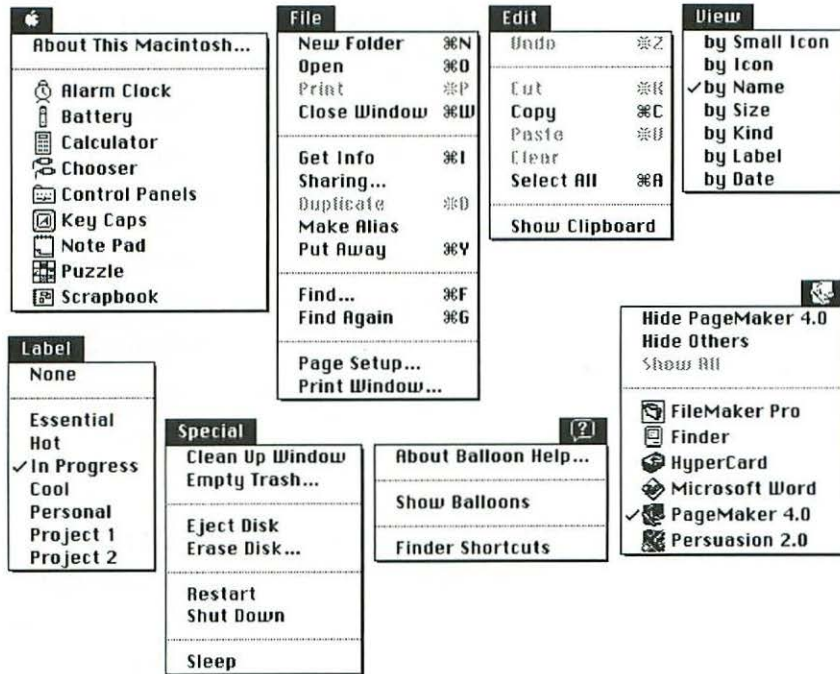 About This Macintosh...
Alarm Clock
Battery
Calculator
Chooser
Control Panels
Key Caps
Note Pad
Puzzle
Scrapbook
File
New Folder ⌘N
Open ⌘O
Print ⌘P
Close Window ⌘W
Get Info ⌘I
Sharing...
Duplicate ⌘D
Make Alias
Put Away ⌘Y
Find... ⌘F
Find Again ⌘G
Page Setup...
Print Window...
Edit
Undo ⌘Z
Cut ⌘X
Copy ⌘C
Paste ⌘V
Clear
Select All ⌘A
Show Clipboard
View
by Small Icon
by Icon
✓by Name
by Size
by Kind
by Label
by Date
Label
None
Essential
Hot
✓In Progress
Cool
Personal
Project 1
Project 2
Special
Clean Up Window
Empty Trash...
Eject Disk
Erase Disk...
Restart
Shut Down
Sleep
?
About Balloon Help...
Show Balloons
Finder Shortcuts
Hide PageMaker 4.0
Hide Others
Show All
FileMaker Pro
Finder
HyperCard
Microsoft Word
✓PageMaker 4.0
Persuasion 2.0